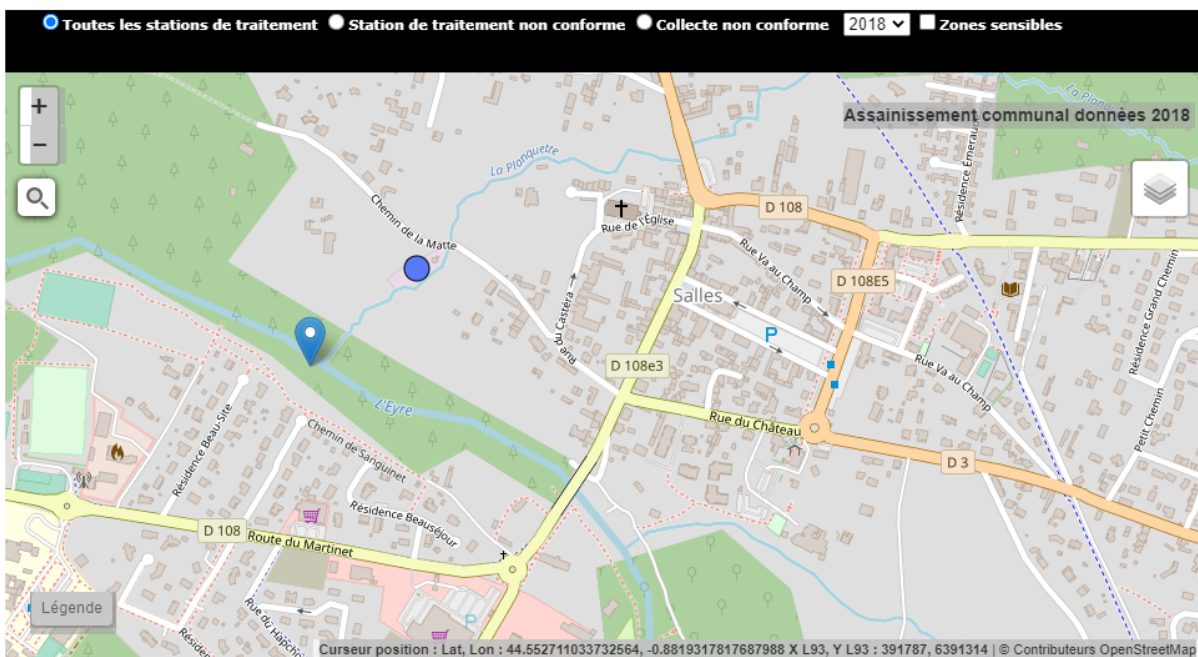 Toutes les stations de traitement Station de traitement non conforme Collecte non conforme 2018 Zones sensibles
+
−
Assainissement communal données 2018
La Planquette
La Planquette
Résidence Émeraude
Chemin de la Matte
Rue de l'Église
D 108
Rue Va au Champ
D 108E5
Salles
P
Rue du Castéra
Résidence Grand Chemin
D 108e3
Rue Va au Champ
Petit Chemin
L'Eyre
Rue du Château
D 3
Résidence Beau-Site
Chemin de Sanguinet
Résidence Beauséjour
D 108
Route du Martinet
P
Légende
Rue du Hapchot
Curseur position : Lat, Lon : 44.552711033732564, -0.8819317817687988 X L93, Y L93 : 391787, 6391314 | © Contributeurs OpenStreetMap